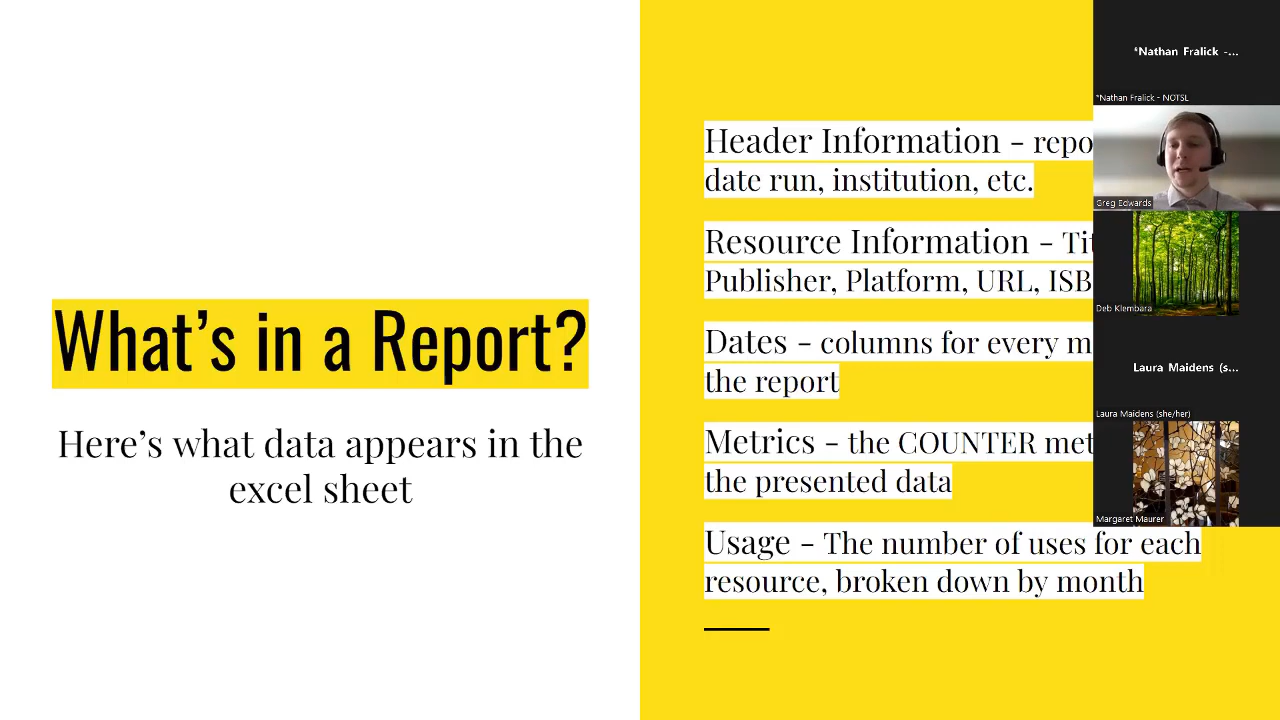 What's in a Report?
Here's what data appears in the
excel sheet
Header Information - repo
date run, institution, etc.
Resource Information - Tit
Publisher, Platform, URL, ISB
Dates - columns for every m
the report
Metrics - the COUNTER met
the presented data
Usage - The number of uses for each
resource, broken down by month
*Nathan Fralick -...
*Nathan Fralick - NOTSL
Greg Edwards
Deb Klembara
Laura Maidens (s...
Laura Maidens (she/her)
Margaret Maurer